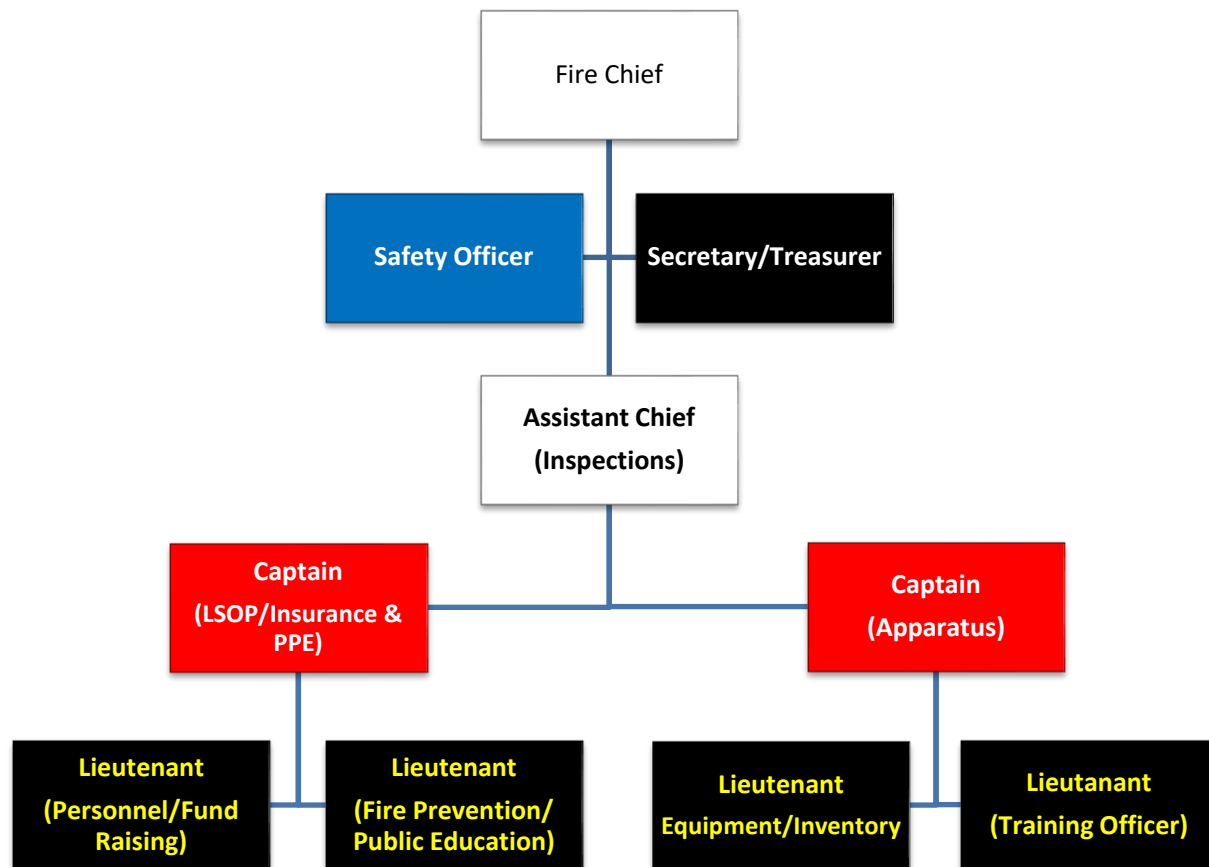 Fire Chief
Safety Officer
Secretary/Treasurer
Assistant Chief
(Inspections)
Captain
(LSOP/Insurance &
PPE)
Captain
(Apparatus)
Lieutenant
(Personnel/Fund
Raising)
Lieutenant
(Fire Prevention/
Public Education)
Lieutenant
Equipment/Inventory
Lieutanant
(Training Officer)